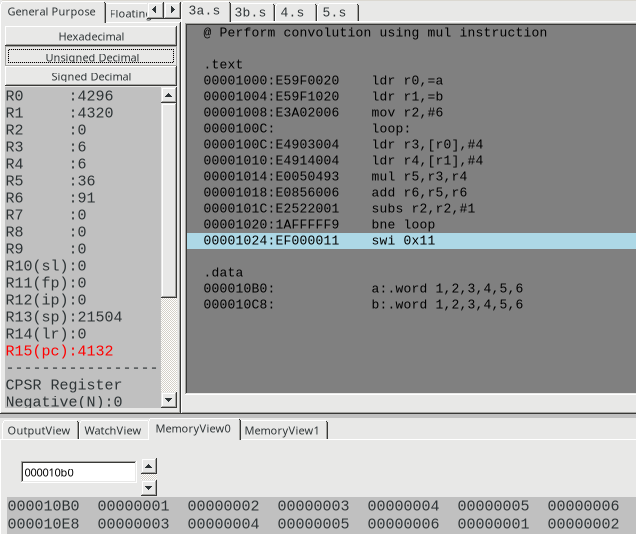 General Purpose Floating
Hexadecimal
Unsigned Decimal
Signed Decimal
R0 :4296
R1 :4320
R2 :0
R3 :6
R4 :6
R5 :36
R6 :91
R7 :0
R8 :0
R9 :0
R10(sl):0
R11(fp):0
R12(ip):0
R13(sp):21504
R14(lr):0
R15(pc):4132
-----------------
CPSR Register
Negative(N):0
3a.s 3b.s 4.s 5.s
@ Perform convolution using mul instruction
.text
00001000:E59F0020 ldr r0,=a
00001004:E59F1020 ldr r1,=b
00001008:E3A02006 mov r2,#6
0000100C: loop:
0000100C:E4903004 ldr r3,[r0],#4
00001010:E4914004 ldr r4,[r1],#4
00001014:E0050493 mul r5,r3,r4
00001018:E0856006 add r6,r5,r6
0000101C:E2522001 subs r2,r2,#1
00001020:1AFFFFF9 bne loop
00001024:EF000011 swi 0x11
.data
000010B0: a:.word 1,2,3,4,5,6
000010C8: b:.word 1,2,3,4,5,6
OutputView WatchView MemoryView0 MemoryView1
000010b0
000010B0 00000001 00000002 00000003 00000004 00000005 00000006
000010E8 00000003 00000004 00000005 00000006 00000001 00000002